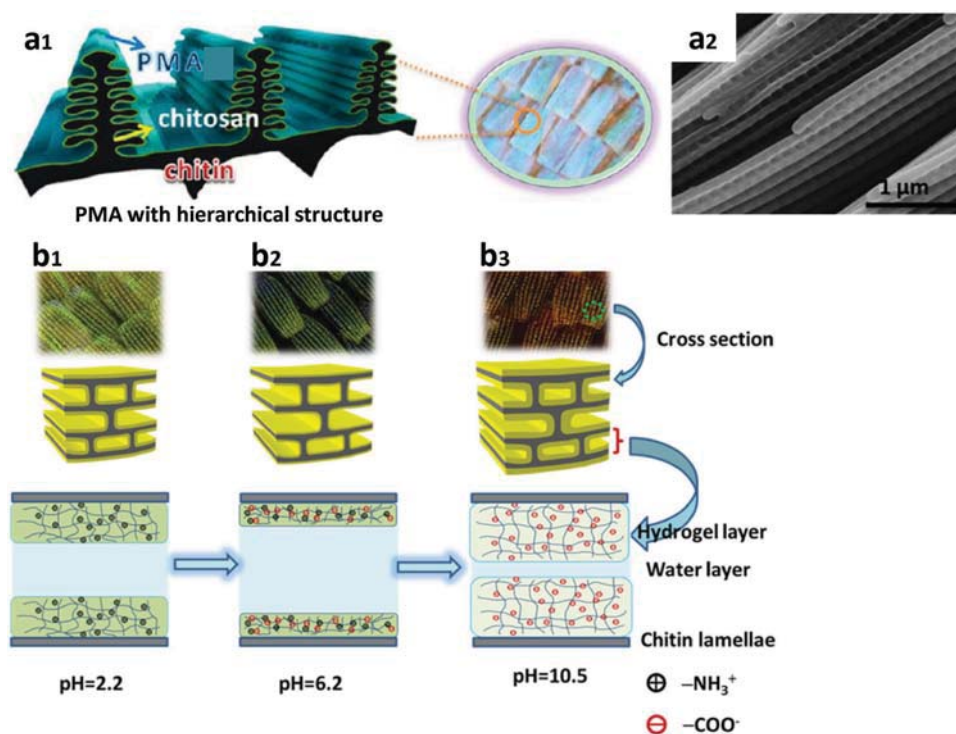 a1
PMA
chitosan
chitin
PMA with hierarchical structure
a2
1 µm
b1
b2
b3
Cross section
Hydrogel layer
Water layer
Chitin lamellae
pH=2.2
pH=6.2
pH=10.5
⊕ –NH₃⁺
⊖ –COO⁻